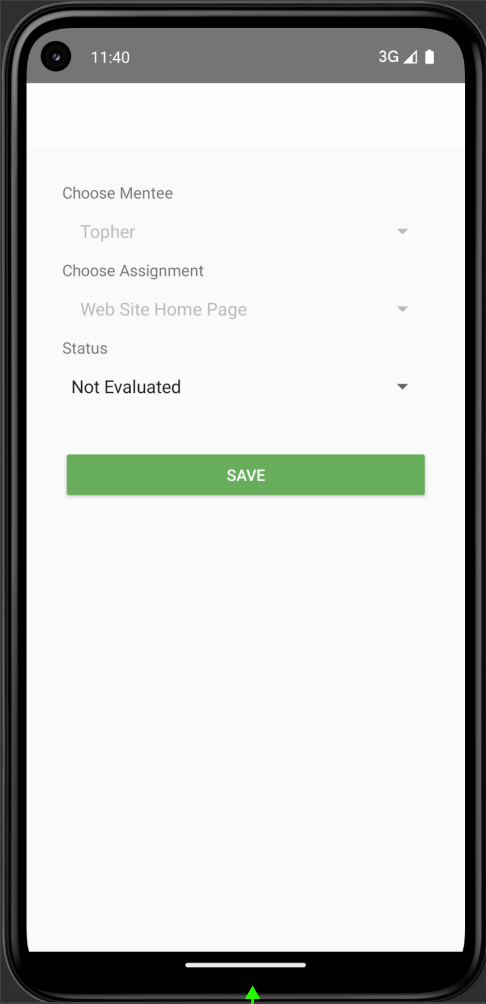 11:40 3G
Choose Mentee
Topher
Choose Assignment
Web Site Home Page
Status
Not Evaluated
SAVE